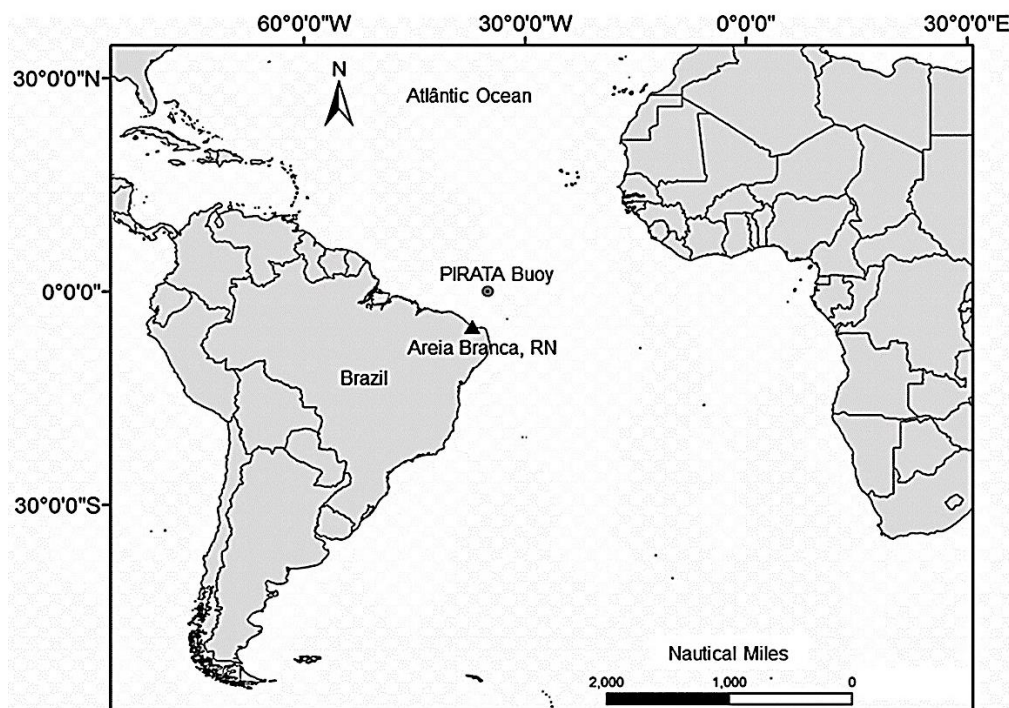 60°0'0"W 30°0'0"W 0°0'0" 30°0'0"E
30°0'0"N
N
Atlântic Ocean
PIRATA Buoy
0°0'0"
Areia Branca, RN
Brazil
30°0'0"S
Nautical Miles
2,000 1,000 0